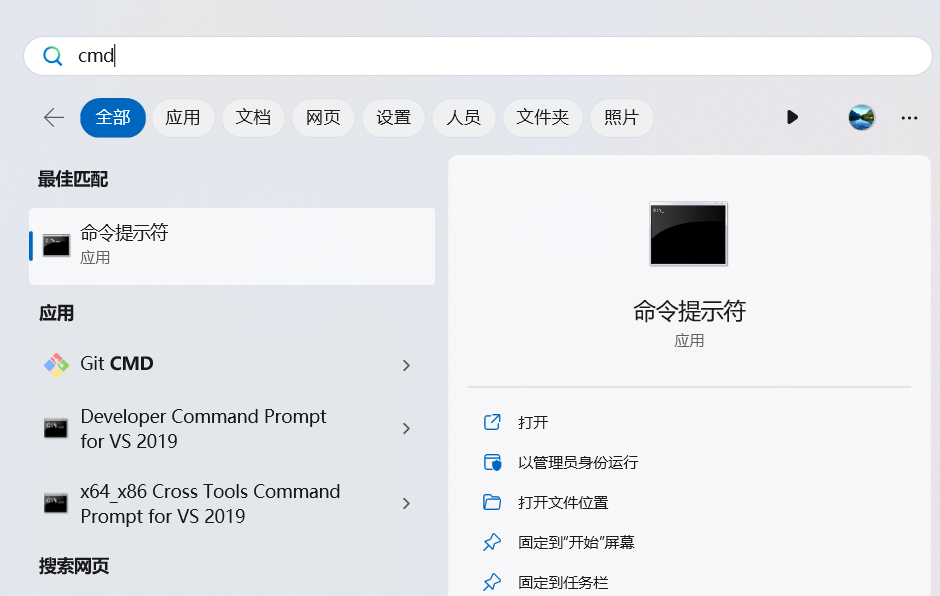 cmd
全部 应用 文档 网页 设置 人员 文件夹 照片
最佳匹配
命令提示符
应用
应用
Git CMD
Developer Command Prompt
for VS 2019
x64_x86 Cross Tools Command
Prompt for VS 2019
搜索网页
命令提示符
应用
打开
以管理员身份运行
打开文件位置
固定到“开始”屏幕
固定到任务栏